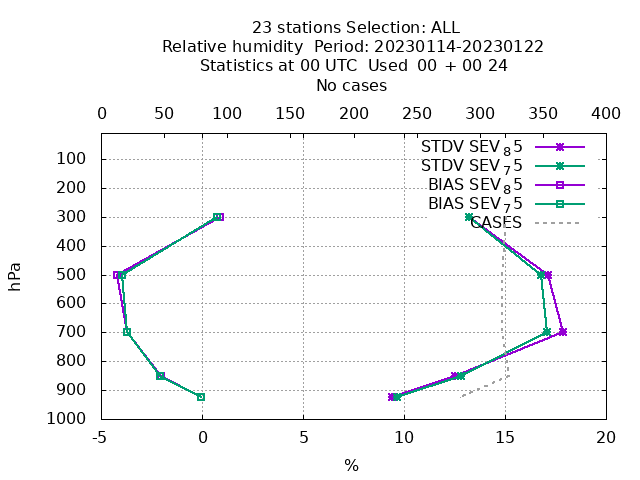 23 stations Selection: ALL
Relative humidity  Period: 20230114-20230122
Statistics at 00 UTC  Used  00 + 00 24
No cases
0 50 100 150 200 250 300 350 400
STDV SEV85
STDV SEV75
BIAS SEV85
BIAS SEV75
CASES
100
200
300
400
500
600
700
800
900
1000
hPa
-5 0 5 10 15 20
%